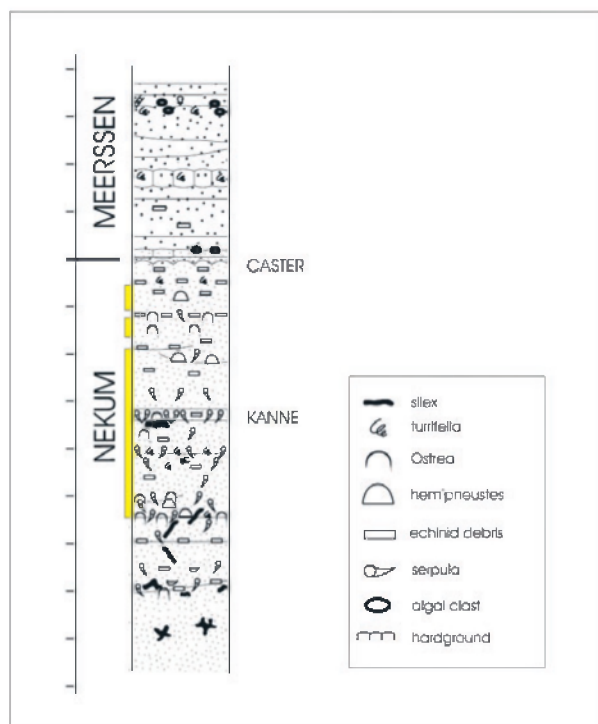 MEERSSEN
CASTER
NEKUM
KANNE
silex
turritella
Ostrea
hemipneustes
echinid debris
serpula
algal clast
hardground